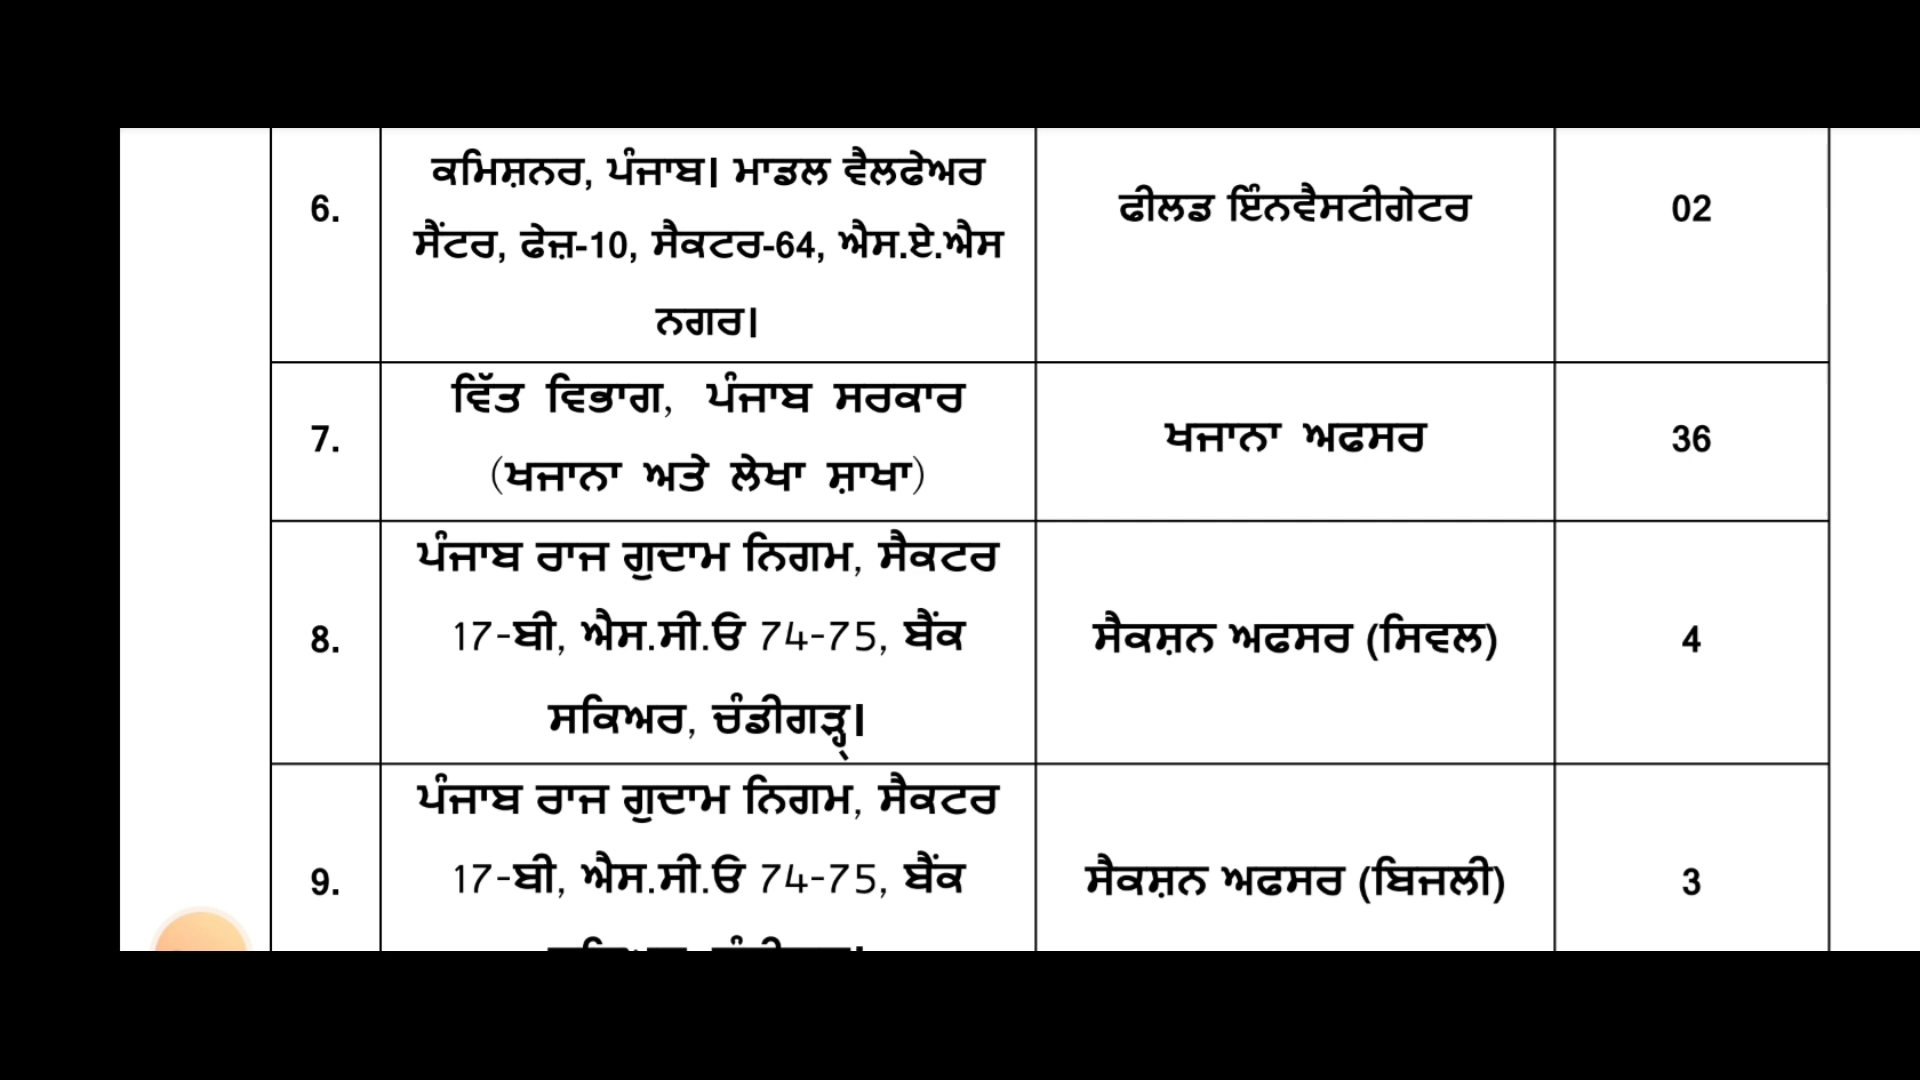 6.
ਕਮਿਸ਼ਨਰ, ਪੰਜਾਬ। ਮਾਡਲ ਵੈਲਫੇਅਰ
ਸੈਂਟਰ, ਫੇਜ਼-10, ਸੈਕਟਰ-64, ਐਸ.ਏ.ਐਸ
ਨਗਰ।
ਫੀਲਡ ਇੰਨਵੈਸਟੀਗੇਟਰ
02
7.
ਵਿੱਤ ਵਿਭਾਗ, ਪੰਜਾਬ ਸਰਕਾਰ
(ਖਜਾਨਾ ਅਤੇ ਲੇਖਾ ਸ਼ਾਖਾ)
ਖਜਾਨਾ ਅਫਸਰ
36
8.
ਪੰਜਾਬ ਰਾਜ ਗੁਦਾਮ ਨਿਗਮ, ਸੈਕਟਰ
17-ਬੀ, ਐਸ.ਸੀ.ਓ 74-75, ਬੈਂਕ
ਸਕਿਅਰ, ਚੰਡੀਗੜ੍ਹ।
ਸੈਕਸ਼ਨ ਅਫਸਰ (ਸਿਵਲ)
4
9.
ਪੰਜਾਬ ਰਾਜ ਗੁਦਾਮ ਨਿਗਮ, ਸੈਕਟਰ
17-ਬੀ, ਐਸ.ਸੀ.ਓ 74-75, ਬੈਂਕ
ਸੈਕਸ਼ਨ ਅਫਸਰ (ਬਿਜਲੀ)
3